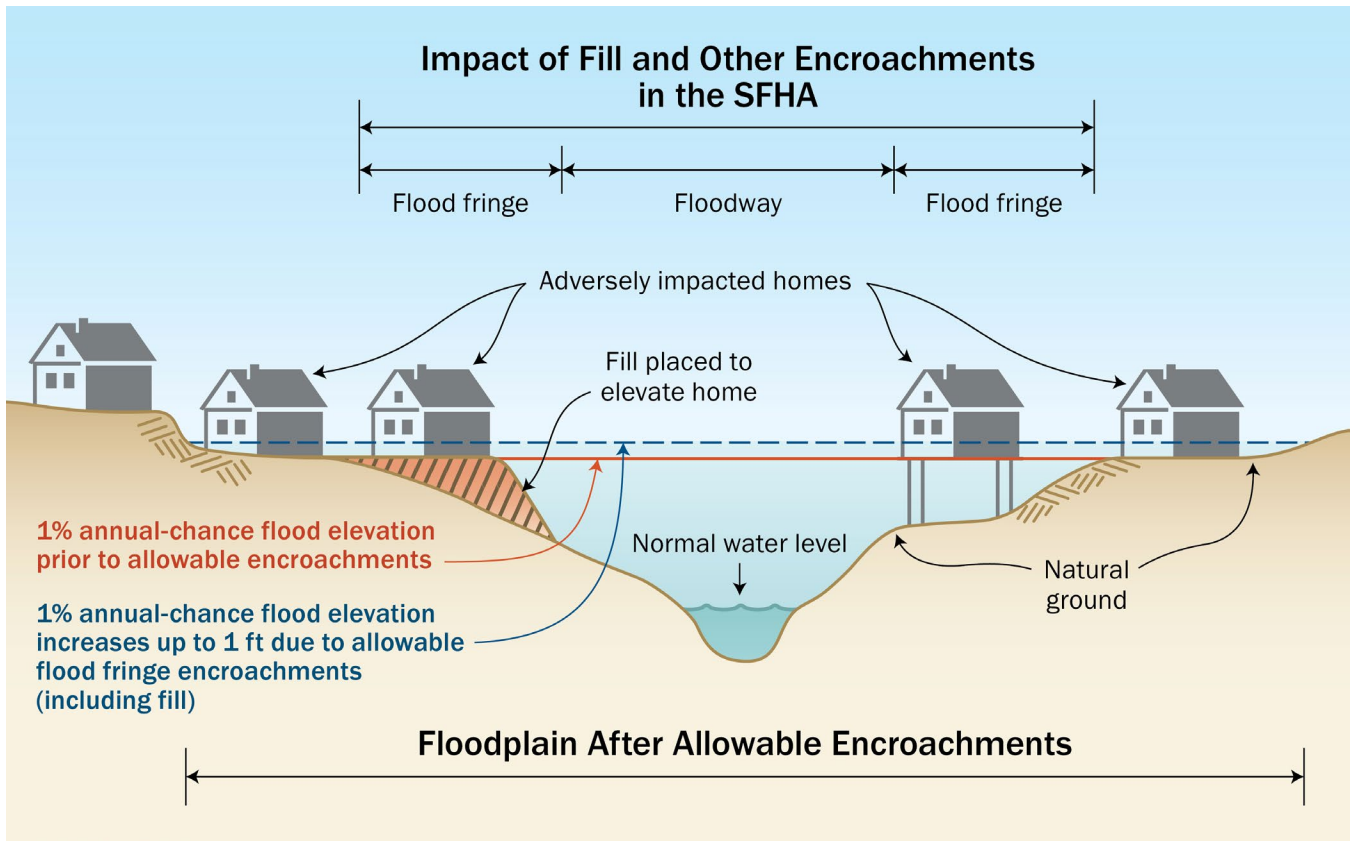 Impact of Fill and Other Encroachments
in the SFHA
Flood fringe
Floodway
Flood fringe
Adversely impacted homes
Fill placed to
elevate home
1% annual-chance flood elevation
prior to allowable encroachments
Normal water level
Natural
ground
1% annual-chance flood elevation
increases up to 1 ft due to allowable
flood fringe encroachments
(including fill)
Floodplain After Allowable Encroachments